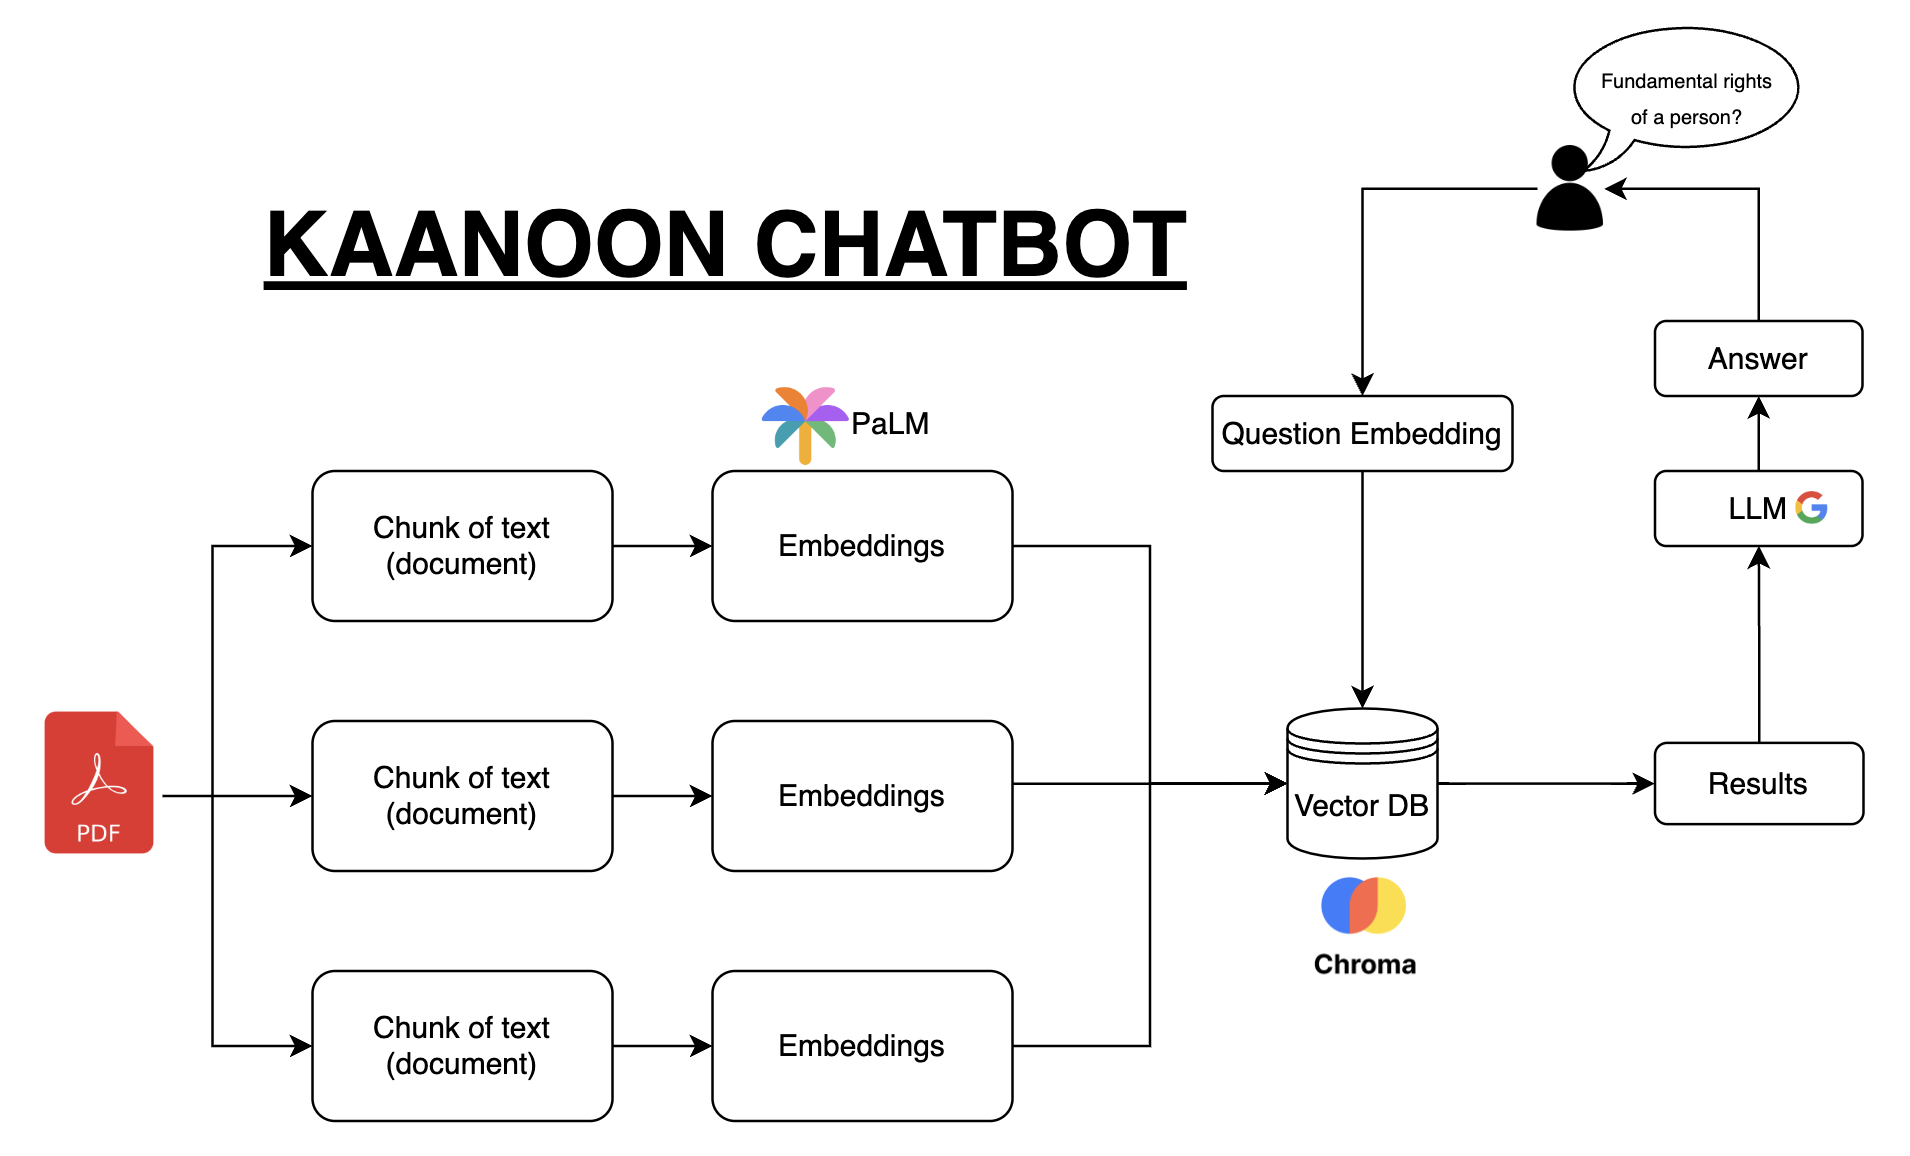 Fundamental rights
of a person?
KAANOON CHATBOT
Answer
PaLM
Question Embedding
LLM
Chunk of text
(document)
Embeddings
Chunk of text
(document)
Embeddings
Vector DB
Results
PDF
Chroma
Chunk of text
(document)
Embeddings